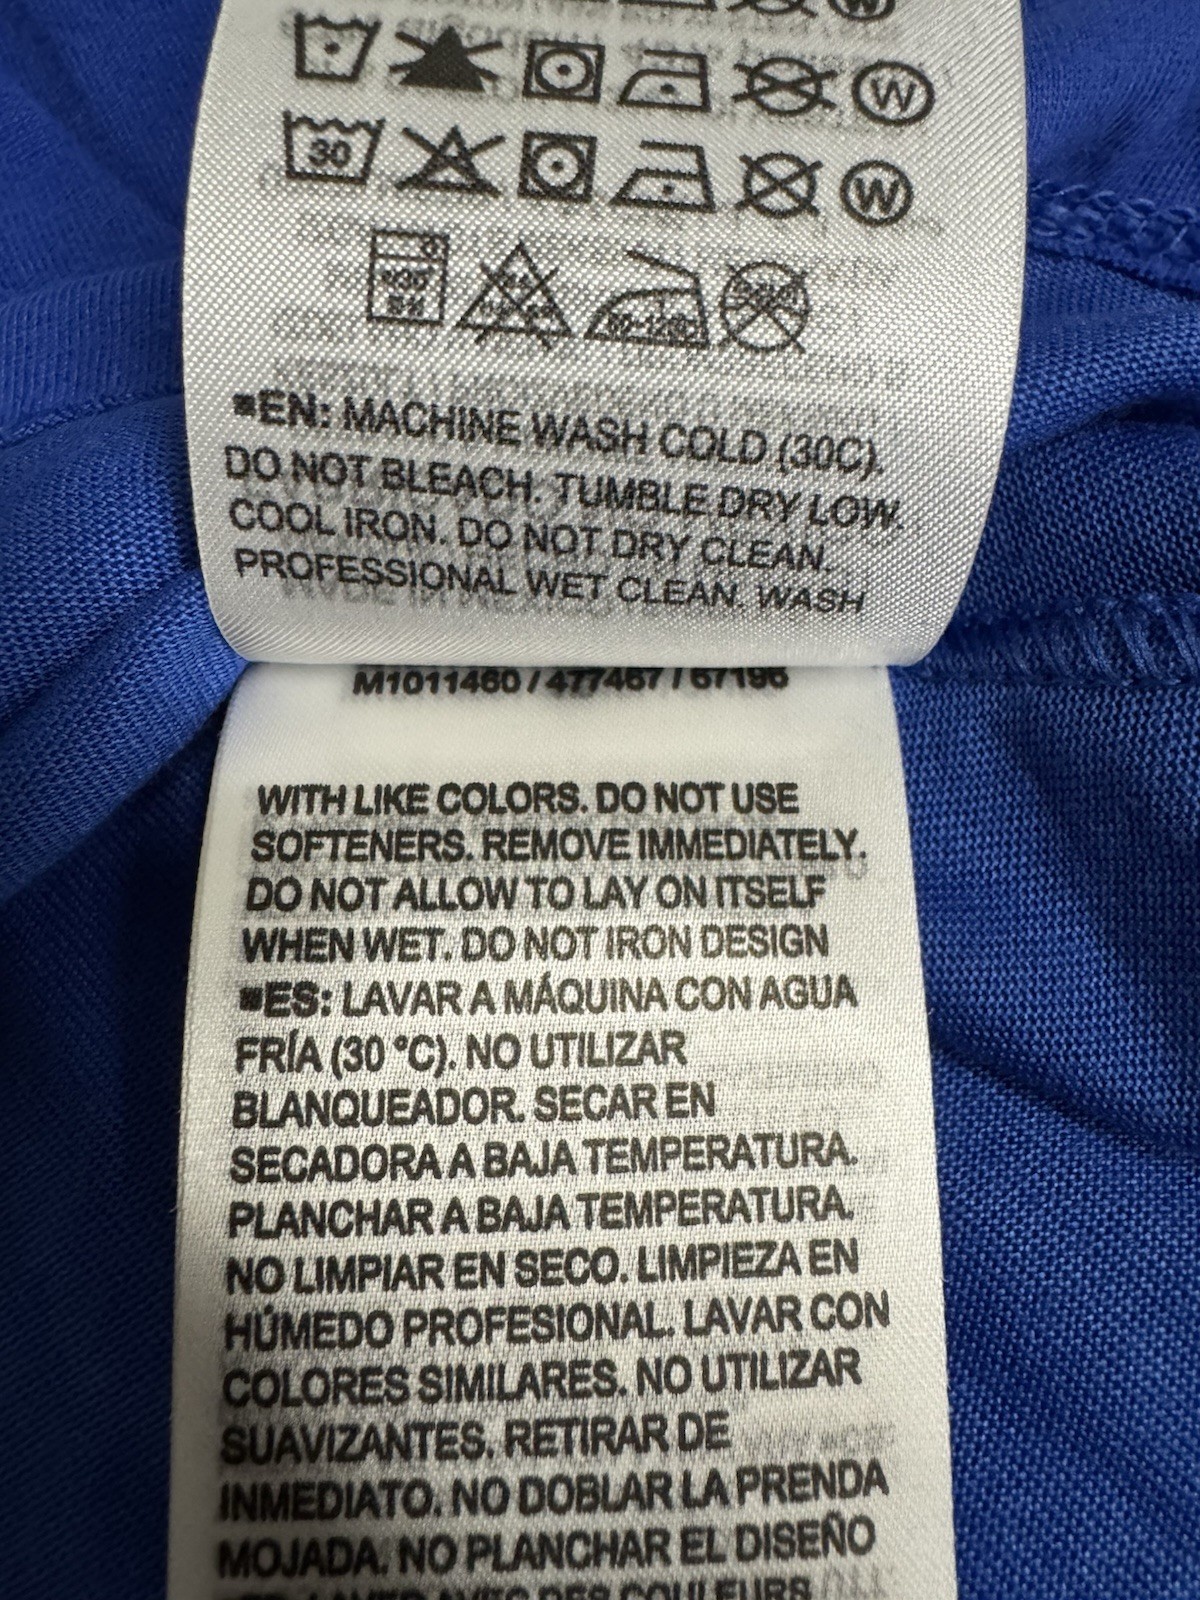 W
30
W
■EN: MACHINE WASH COLD (30C).
DO NOT BLEACH. TUMBLE DRY LOW.
COOL IRON. DO NOT DRY CLEAN.
PROFESSIONAL WET CLEAN. WASH
M1011460 / 477467 / 67196
WITH LIKE COLORS. DO NOT USE
SOFTENERS. REMOVE IMMEDIATELY.
DO NOT ALLOW TO LAY ON ITSELF
WHEN WET. DO NOT IRON DESIGN
■ES: LAVAR A MÁQUINA CON AGUA
FRÍA (30 °C). NO UTILIZAR
BLANQUEADOR. SECAR EN
SECADORA A BAJA TEMPERATURA.
PLANCHAR A BAJA TEMPERATURA.
NO LIMPIAR EN SECO. LIMPIEZA EN
HÚMEDO PROFESIONAL. LAVAR CON
COLORES SIMILARES. NO UTILIZAR
SUAVIZANTES. RETIRAR DE
INMEDIATO. NO DOBLAR LA PRENDA
MOJADA. NO PLANCHAR EL DISEÑO
AVEC DES COULEURS